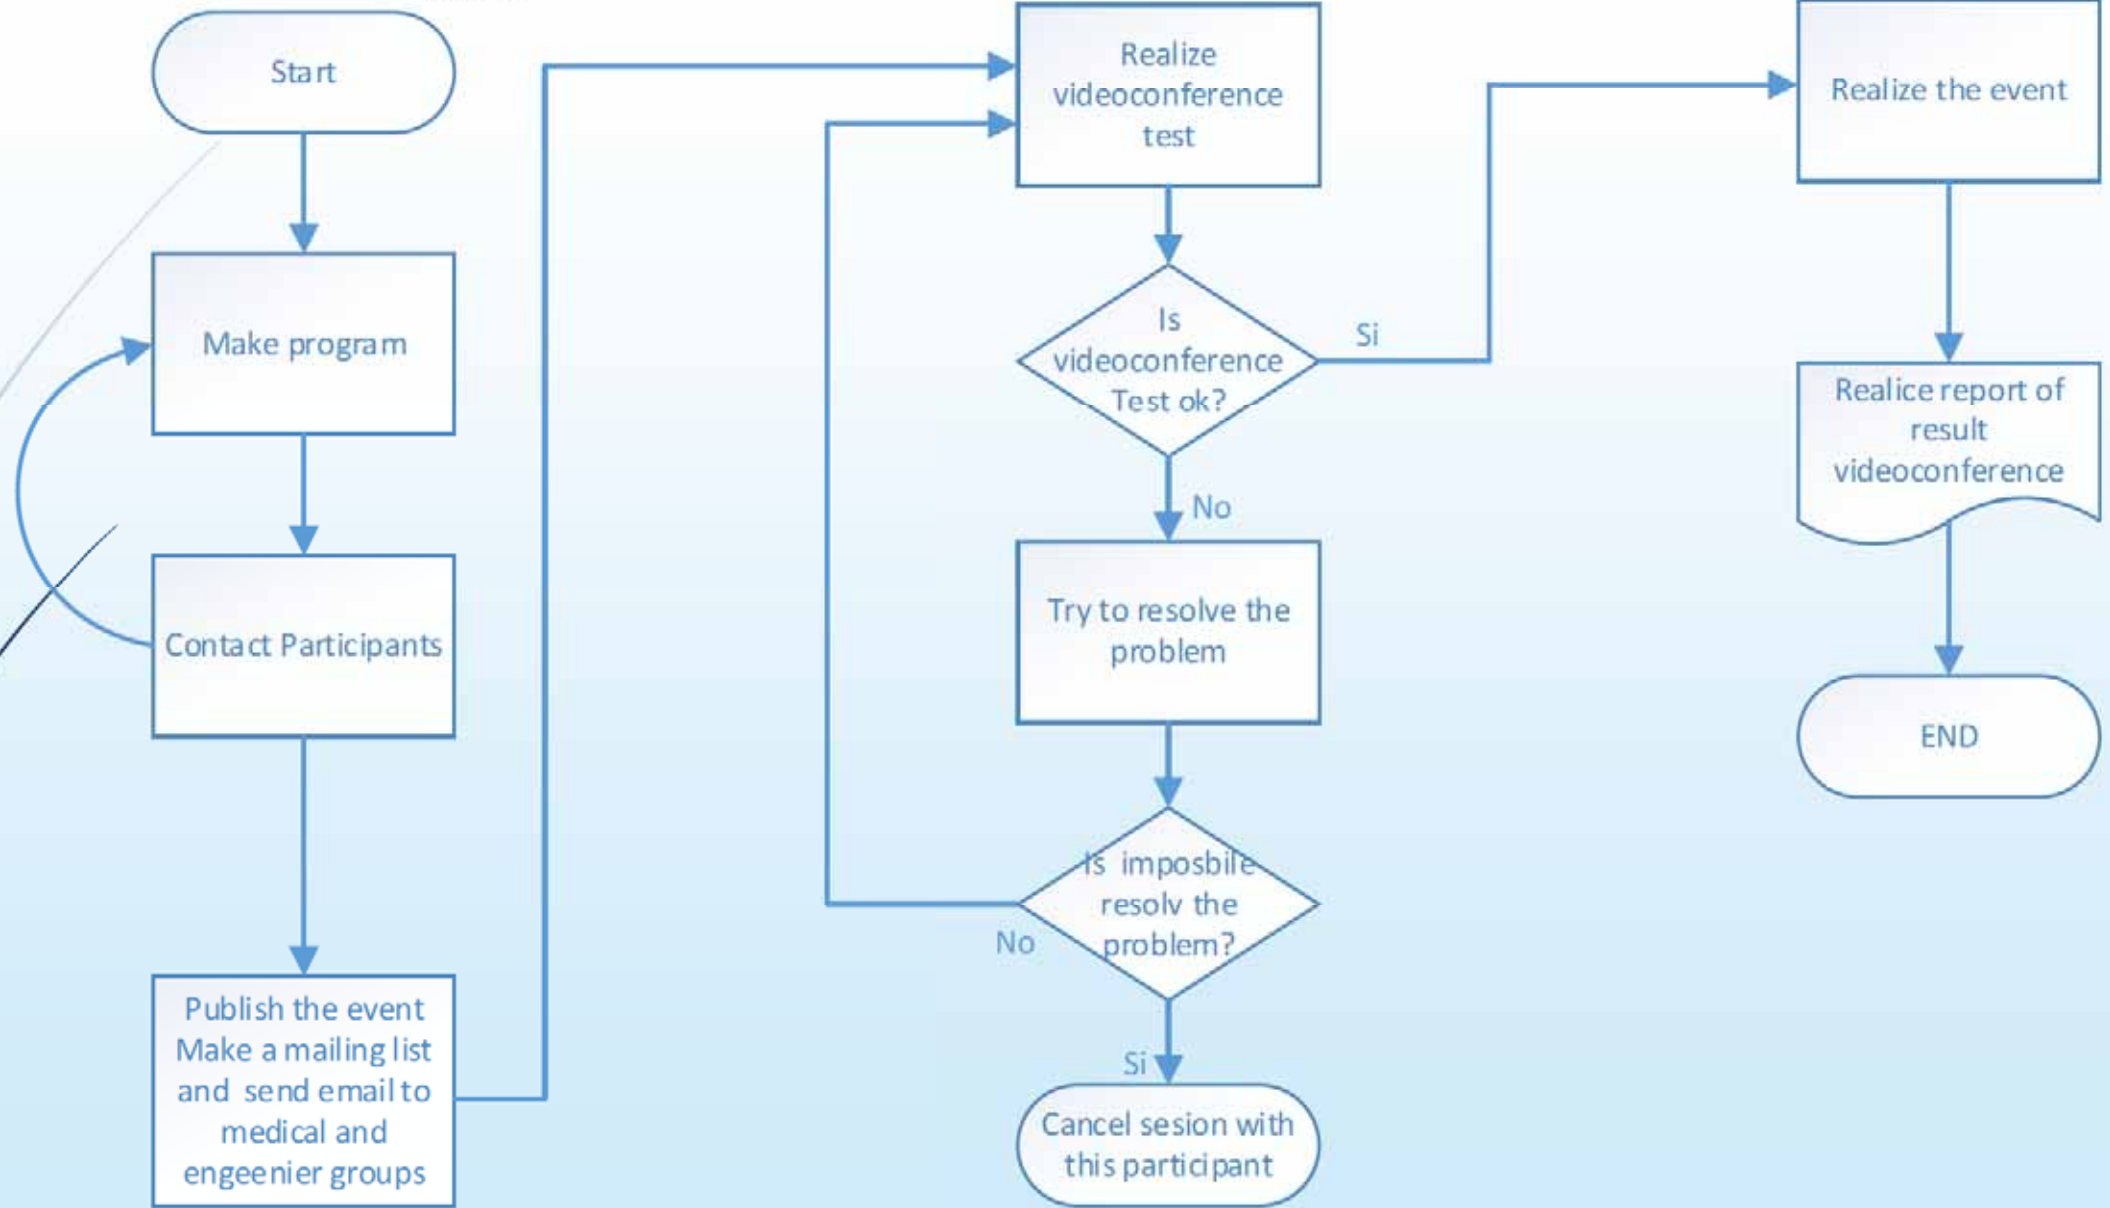 Start
Make program
Contact Participants
Publish the event
Make a mailing list
and send email to
medical and
engeenier groups
Realize
videoconference
test
Is
videoconference
Test ok?
Si
No
Try to resolve the
problem
Is imposbile
resolv the
problem?
No
Si
Cancel sesion with
this participant
Realize the event
Realice report of
result
videoconference
END